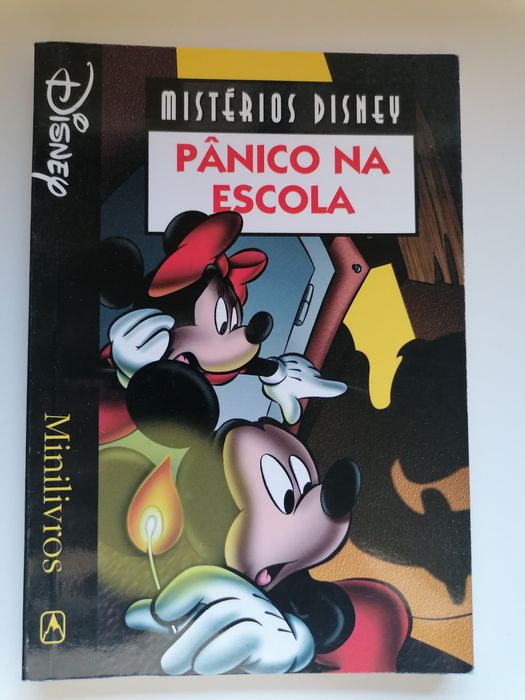 MISTÉRIOS DISNEY
PÂNICO NA
ESCOLA
Disney
Minilivros